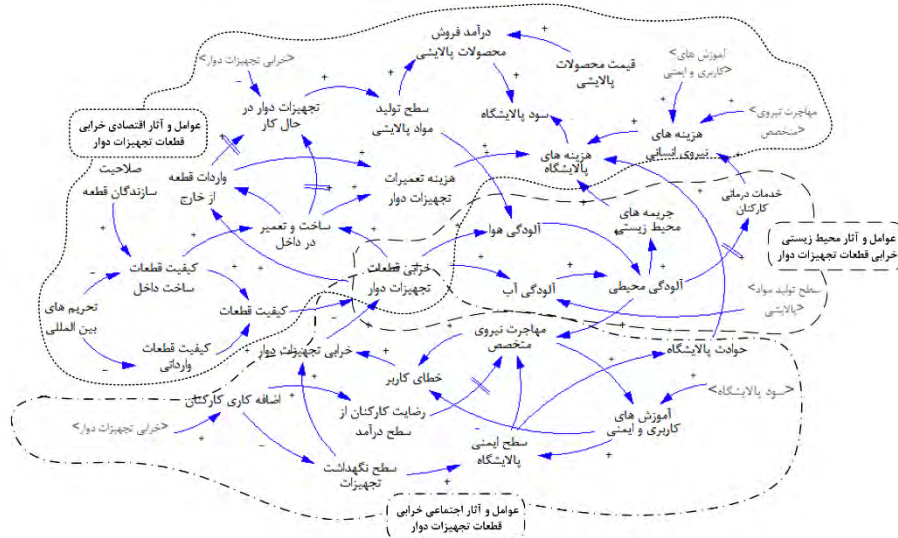 درآمد فروش
محصولات پالایشی
<خرابی تجهیزات دوار>
قیمت محصولات
پالایشی
<آموزش های
کاربری و ایمنی>
تجهیزات دوار در
حال کار
سطح تولید
مواد پالایشی
سود پالایشگاه
<مهاجرت نیروی
متخصص>
هزینه های
نیروی انسانی
عوامل و آثار اقتصادی خرابی
قطعات تجهیزات دوار
هزینه های
پالایشگاه
صلاحیت
سازندگان قطعه
واردات قطعه
از خارج
هزینه تعمیرات
تجهیزات دوار
خدمات درمانی
کارکنان
ساخت و تعمیر
در داخل
آلودگی هوا
جریمه های
محیط زیستی
عوامل و آثار محیط زیستی
خرابی قطعات تجهیزات دوار
کیفیت قطعات
ساخت داخل
خرابی قطعات
تجهیزات دوار
آلودگی آب
آلودگی محیطی
<سطح تولید مواد
پالایشی>
تحریم های
بین المللی
کیفیت قطعات
کیفیت قطعات
وارداتی
خرابی تجهیزات دوار
مهاجرت نیروی
متخصص
حوادث پالایشگاه
خطای کاربر
<سود پالایشگاه>
اضافه کاری کارکنان
رضایت کارکنان از
سطح درآمد
آموزش های
کاربری و ایمنی
<خرابی تجهیزات دوار>
سطح ایمنی
پالایشگاه
سطح نگهداشت
تجهیزات
عوامل و آثار اجتماعی خرابی
قطعات تجهیزات دوار